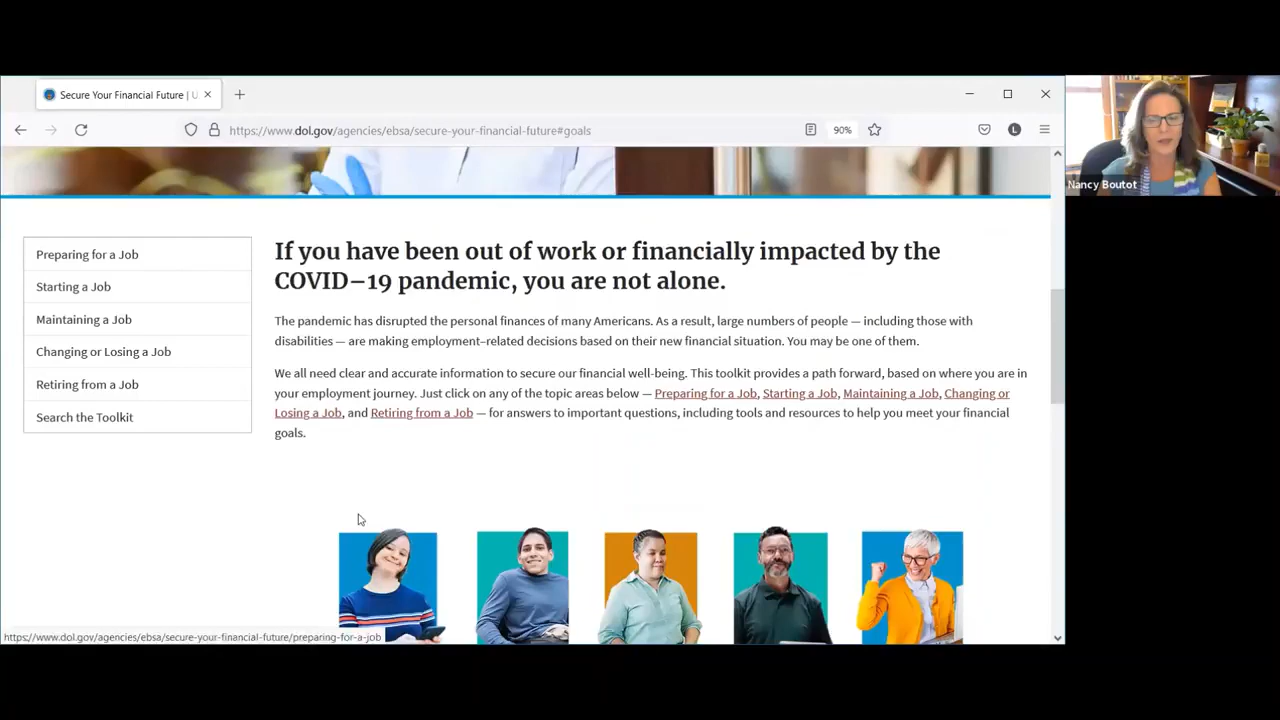 Secure Your Financial Future | U
https://www.dol.gov/agencies/ebsa/secure-your-financial-future#goals
90%
L
Nancy Boutot
Preparing for a Job
Starting a Job
Maintaining a Job
Changing or Losing a Job
Retiring from a Job
Search the Toolkit
If you have been out of work or financially impacted by the
COVID–19 pandemic, you are not alone.
The pandemic has disrupted the personal finances of many Americans. As a result, large numbers of people — including those with
disabilities — are making employment–related decisions based on their new financial situation. You may be one of them.
We all need clear and accurate information to secure our financial well-being. This toolkit provides a path forward, based on where you are in
your employment journey. Just click on any of the topic areas below — Preparing for a Job, Starting a Job, Maintaining a Job, Changing or
Losing a Job, and Retiring from a Job — for answers to important questions, including tools and resources to help you meet your financial
goals.
https://www.dol.gov/agencies/ebsa/secure-your-financial-future/preparing-for-a-job